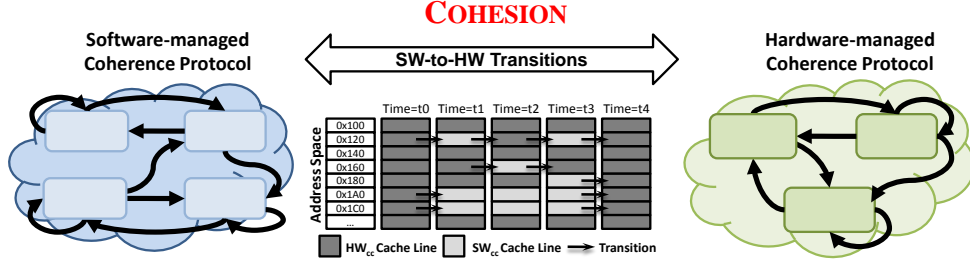 COHESION
Software-managed
Coherence Protocol
SW-to-HW Transitions
Hardware-managed
Coherence Protocol
Time=t0 Time=t1 Time=t2 Time=t3 Time=t4
Address Space
0x100
0x120
0x140
0x160
0x180
0x1A0
0x1C0
...
HWcc Cache Line SWcc Cache Line Transition